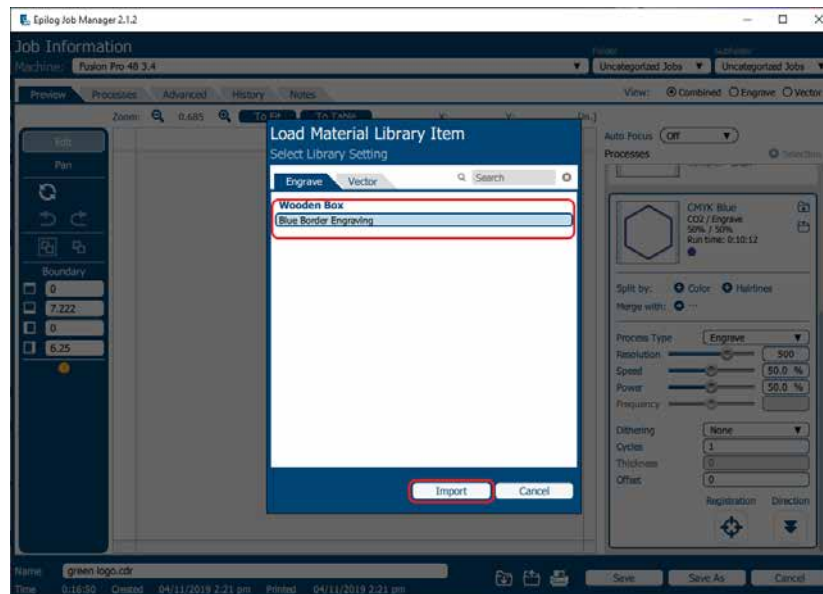 Epilog Job Manager 2.1.2
Job Information
Machine: Fusion Pro 48 3.4
Folder Subfolder
Uncategorized Jobs Uncategorized Jobs
Preview Processes Advanced History Notes
View: Combined Engrave Vector
Zoom: 0.685 To Fit To Table X: Y: (in.)
Edit
Pan
Boundary
0
7.222
0
6.25
Load Material Library Item
Select Library Setting
Engrave Vector Search
Wooden Box
Blue Border Engraving
Import Cancel
Auto Focus Off
Processes Selection
CMYK Blue
CO2 / Engrave
50% / 50%
Run time: 0:10:12
Split by: Color Hairlines
Merge with: ...
Process Type Engrave
Resolution 500
Speed 50.0 %
Power 50.0 %
Frequency
Dithering None
Cycles 1
Thickness 0
Offset 0
Registration Direction
Name green logo.cdr
Time 0:16:50 Created 04/11/2019 2:21 pm Printed 04/11/2019 2:21 pm
Save Save As Cancel